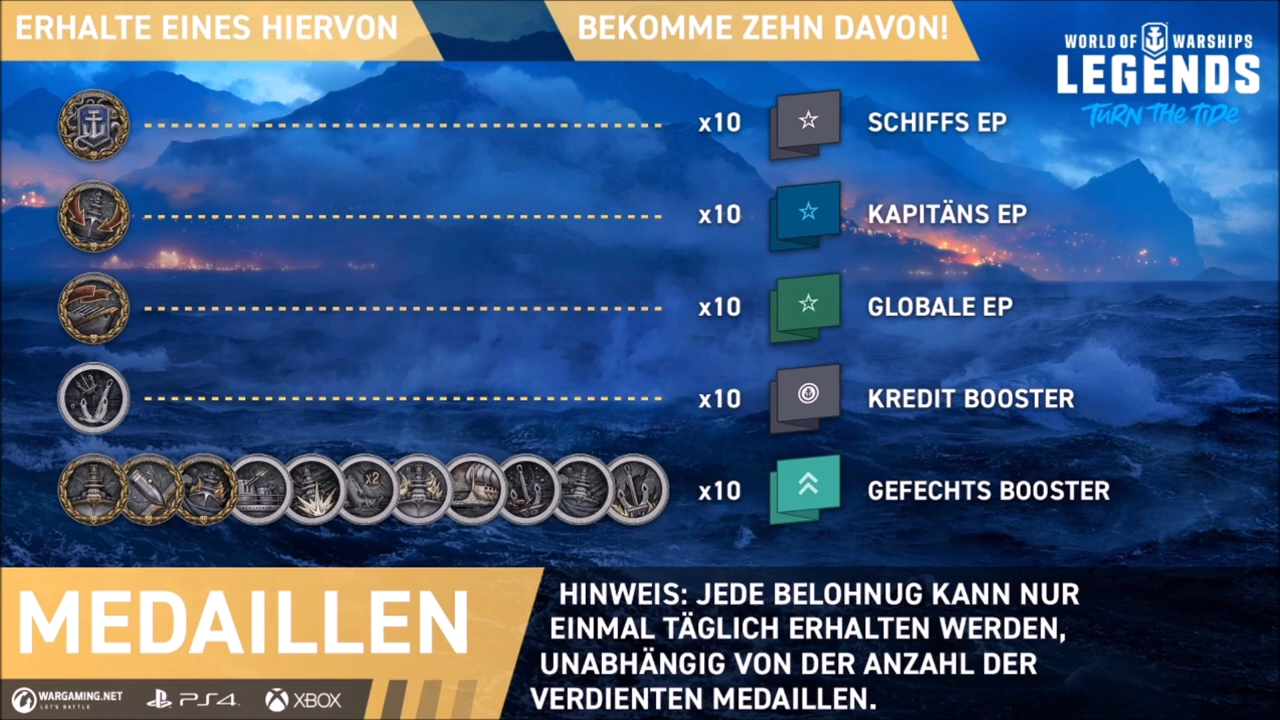 ERHALTE EINES HIERVON
BEKOMME ZEHN DAVON!
WORLD OF WARSHIPS
LEGENDS
TURN THE TIDE
x10 SCHIFFS EP
x10 KAPITÄNS EP
x10 GLOBALE EP
x10 KREDIT BOOSTER
x2
x10 GEFECHTS BOOSTER
MEDAILLEN
HINWEIS: JEDE BELOHNUG KANN NUR
EINMAL TÄGLICH ERHALTEN WERDEN,
UNABHÄNGIG VON DER ANZAHL DER
VERDIENTEN MEDAILLEN.
WARGAMING.NET
LET'S BATTLE
PS4
XBOX